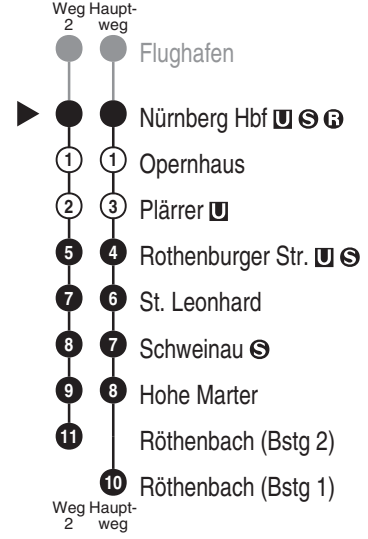 Weg Haupt-
2 weg
Flughafen
Nürnberg Hbf U S R
1 1 Opernhaus
2 3 Plärrer U
5 4 Rothenburger Str. U S
7 6 St. Leonhard
8 7 Schweinau S
9 8 Hohe Marter
11 Röthenbach (Bstg 2)
10 Röthenbach (Bstg 1)
Weg Haupt-
2 weg